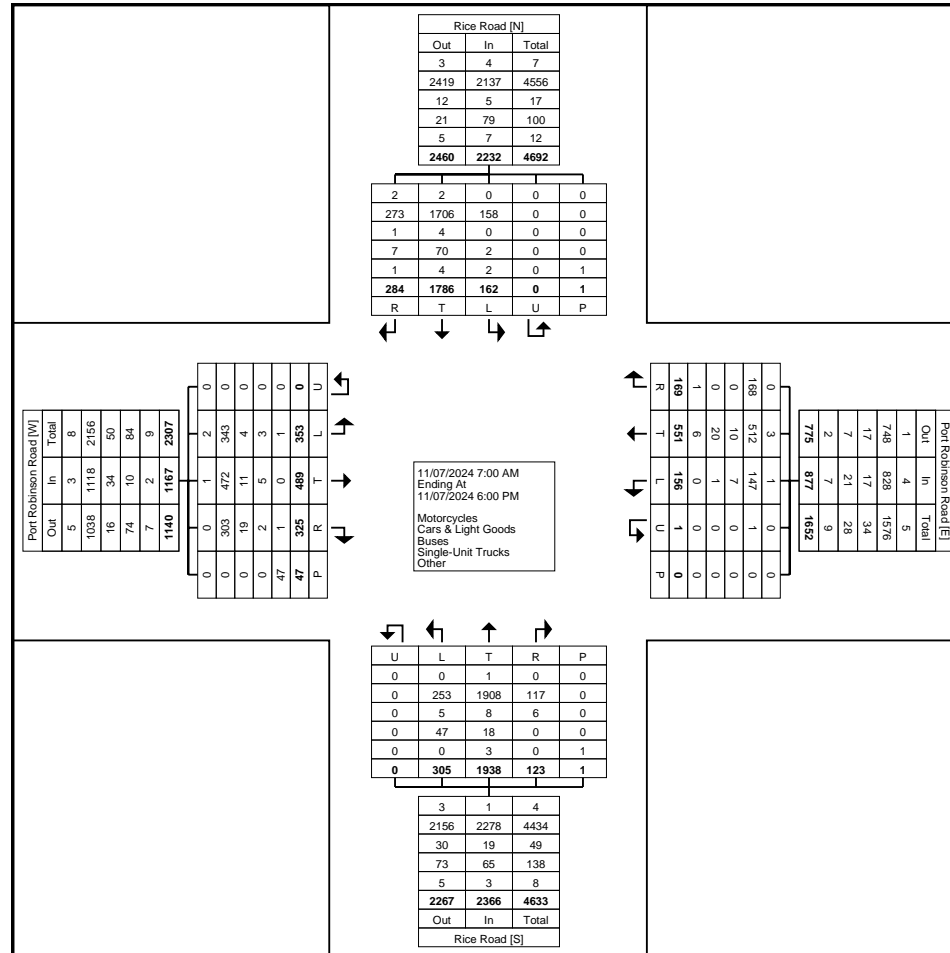 Rice Road [N]
Out In Total
3 4 7
2419 2137 4556
12 5 17
21 79 100
5 7 12
2460 2232 4692
2 2 0 0 0
273 1706 158 0 0
1 4 0 0 0
7 70 2 0 0
1 4 2 0 1
284 1786 162 0 1
R T L U P
Port Robinson Road [W]
Out In Total
5 3 8
1038 1118 2156
16 34 50
74 10 84
7 2 9
1140 1167 2307
0 0 1 2 0
0 303 472 343 0
0 19 11 4 0
0 2 5 3 0
47 1 0 1 0
47 325 489 353 0
P R T L U
11/07/2024 7:00 AM
Ending At
11/07/2024 6:00 PM
Motorcycles
Cars & Light Goods
Buses
Single-Unit Trucks
Other
Port Robinson Road [E]
Out In Total
1 4 5
748 828 1576
17 17 34
7 21 28
2 7 9
775 877 1652
0 3 1 0 0
168 512 147 1 0
0 10 7 0 0
0 20 1 0 0
1 6 0 0 0
169 551 156 1 0
R T L U P
U L T R P
0 0 1 0 0
0 253 1908 117 0
0 5 8 6 0
0 47 18 0 0
0 0 3 0 1
0 305 1938 123 1
3 1 4
2156 2278 4434
30 19 49
73 65 138
5 3 8
2267 2366 4633
Out In Total
Rice Road [S]